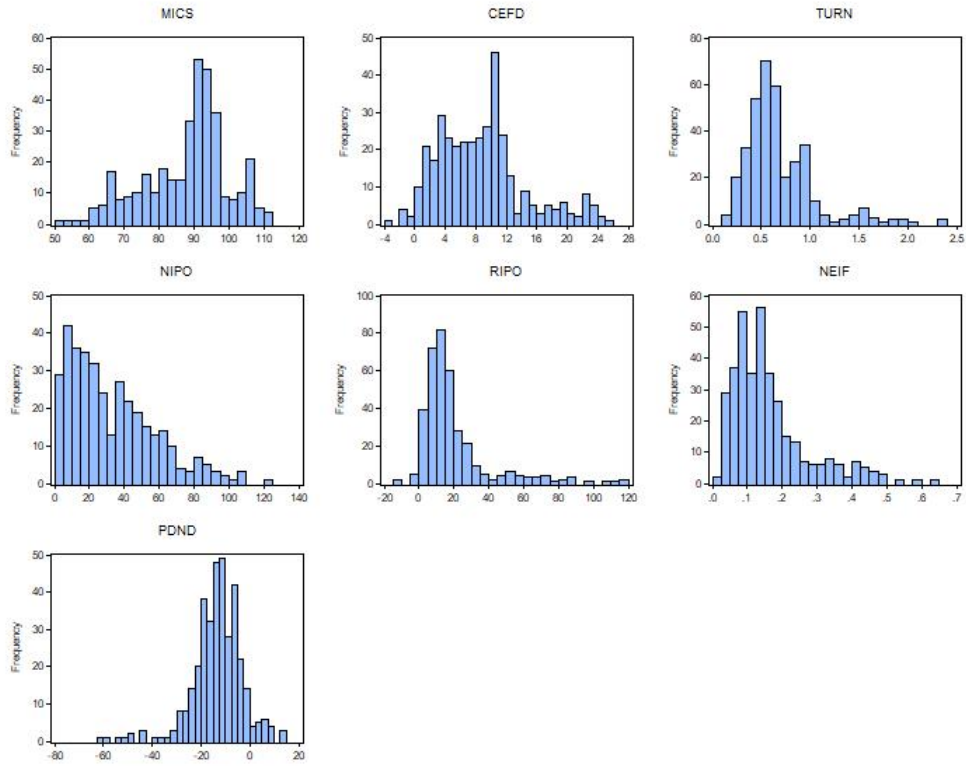 MICS CEFD TURN
Frequency
60
50
40
30
20
10
0
50 60 70 80 90 100 110 120
Frequency
50
40
30
20
10
0
-4 0 4 8 12 16 20 24 28
Frequency
80
60
40
20
0
0.0 0.5 1.0 1.5 2.0 2.5
NIPO RIPO NEIF
Frequency
50
40
30
20
10
0
0 20 40 60 80 100 120 140
Frequency
100
80
60
40
20
0
-20 0 20 40 60 80 100 120
Frequency
60
50
40
30
20
10
0
.0 .1 .2 .3 .4 .5 .6 .7
PDND
Frequency
50
40
30
20
10
0
-80 -60 -40 -20 0 20